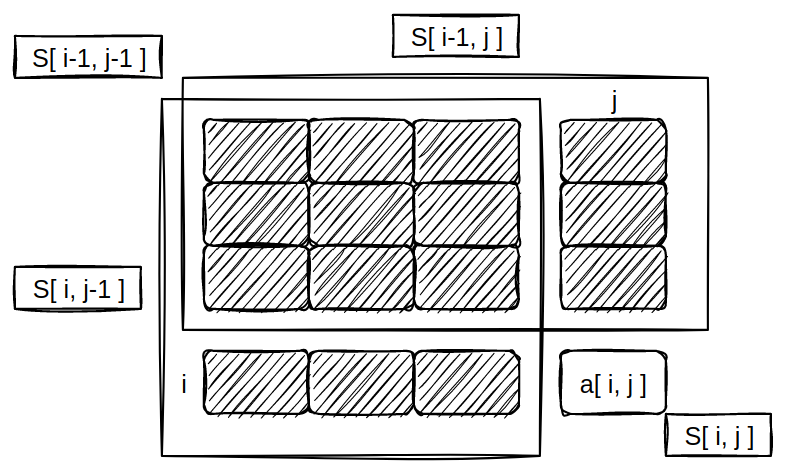 S[ i-1, j ]
S[ i-1, j-1 ]
j
S[ i, j-1 ]
i
a[ i, j ]
S[ i, j ]